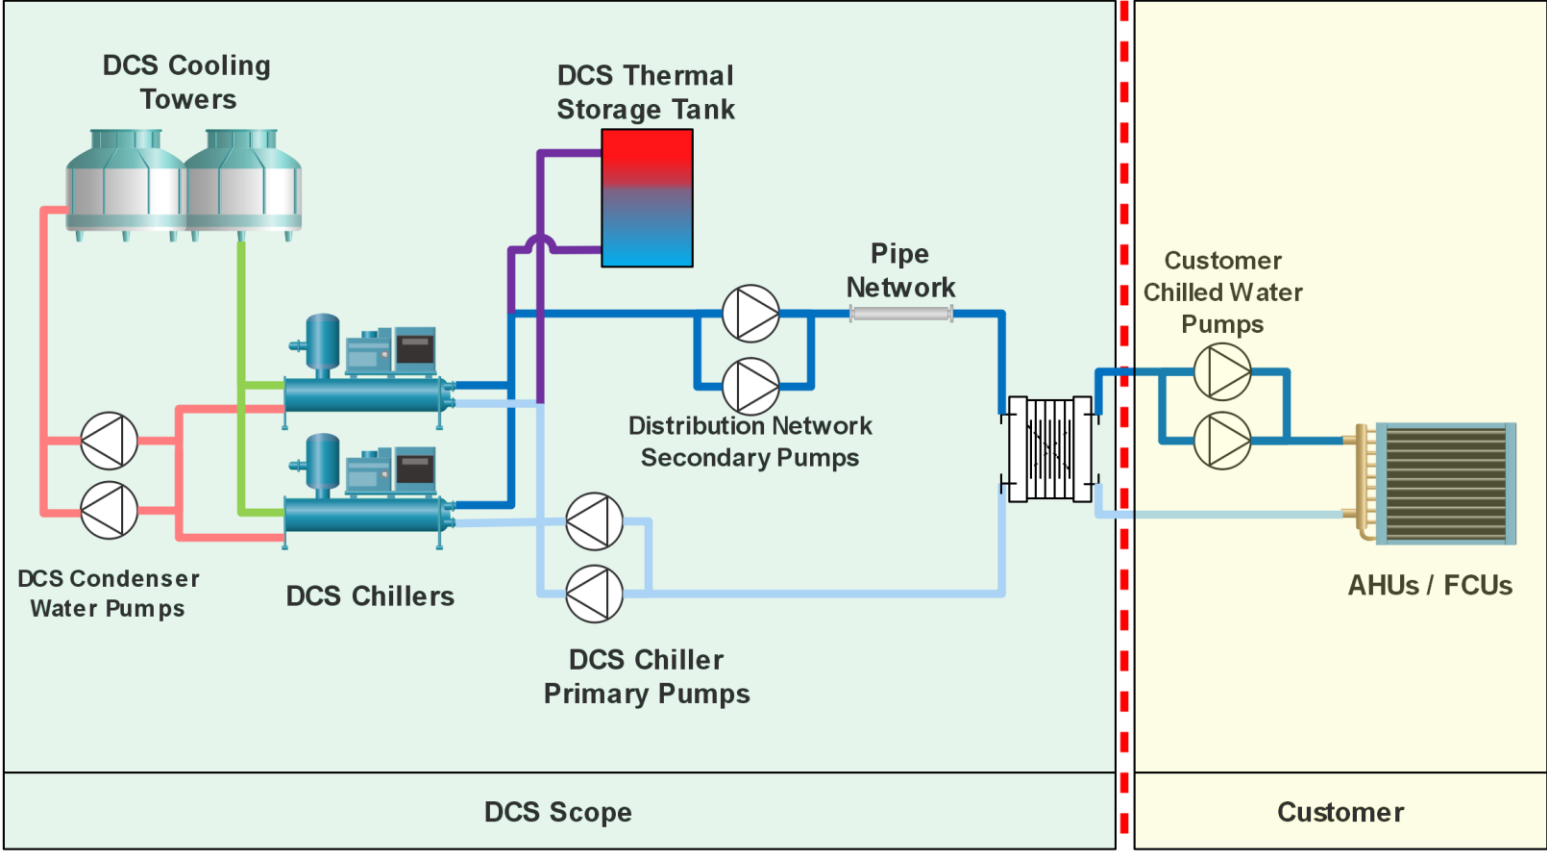 DCS Cooling
Towers
DCS Thermal
Storage Tank
Pipe
Network
Customer
Chilled Water
Pumps
Distribution Network
Secondary Pumps
DCS Condenser
Water Pumps
DCS Chillers
AHUs / FCUs
DCS Chiller
Primary Pumps
DCS Scope
Customer